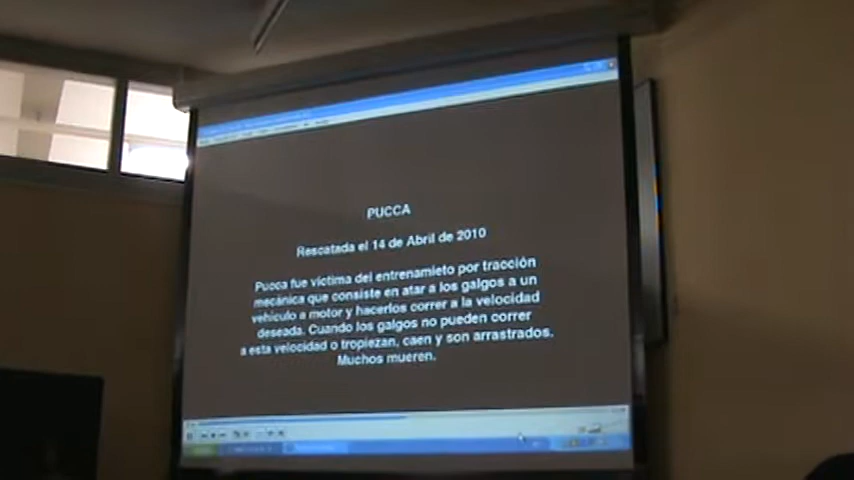 PUCCA
Rescatada el 14 de Abril de 2010
Pucca fue víctima del entrenamieto por tracción
mecánica que consiste en atar a los galgos a un
vehículo a motor y hacerlos correr a la velocidad
deseada. Cuando los galgos no pueden correr
a esta velocidad o tropiezan, caen y son arrastrados.
Muchos mueren.